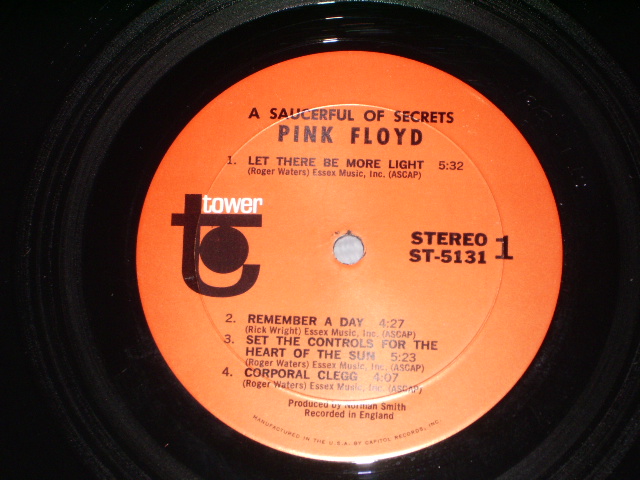 A SAUCERFUL OF SECRETS
PINK FLOYD
1. LET THERE BE MORE LIGHT 5:32
(Roger Waters) Essex Music, Inc. (ASCAP)
tower
t
STEREO 1
ST-5131
2. REMEMBER A DAY 4:27
(Rick Wright) Essex Music, Inc. (ASCAP)
3. SET THE CONTROLS FOR THE
HEART OF THE SUN 5:23
(Roger Waters) Essex Music, Inc. (ASCAP)
4. CORPORAL CLEGG 4:07
(Roger Waters) Essex Music, Inc. (ASCAP)
Produced by Norman Smith
Recorded in England
MANUFACTURED IN THE U.S.A. BY CAPITOL RECORDS, INC.